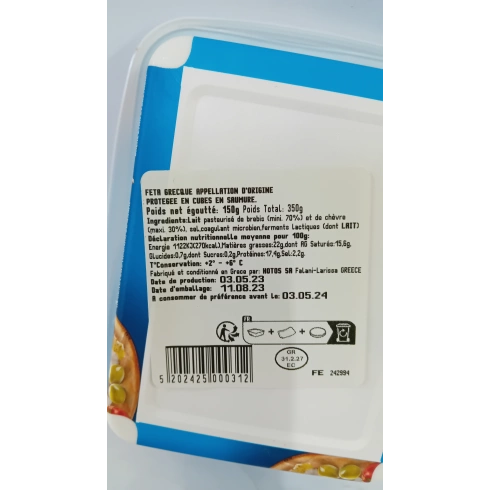 FETA GRECQUE APPELLATION D'ORIGINE
PROTEGEE EN CUBES EN SAUMURE.
Poids net égoutté: 150g Poids Total: 350g
Ingredients:Lait pasteurisé de brebis (mini. 70%) et de chèvre
(maxi. 30%), sel,coagulant microbien,ferments lactiques (dont LAIT)
Déclaration nutritionnelle moyenne pour 100g:
Energie 1122KJ(270kcal),Matières grasses:22g,dont AG Saturés:15.6g,
Glucides:0,7g,dont Sucres:0,2g,Protéines:17,4g,Sel:2,2g.
T°Conservation: +2° - +6° C
Fabriqué et conditionné en Grece par: NOTOS SA Falani-Larissa GREECE
Date de production: 03.05.23
Date d'emballage: 11.08.23
A consommer de préférence avant le: 03.05.24
FR
+ +
GR
31.2.27
EC
5 202425 000312
FE 242994